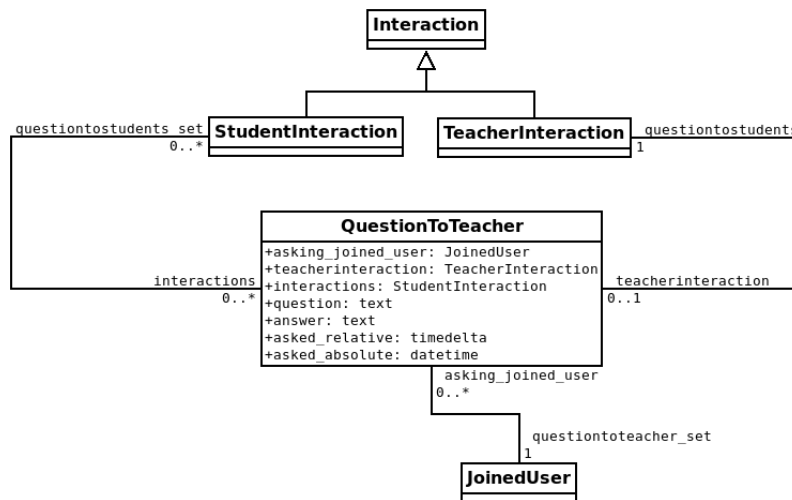 Interaction
questiontostudents_set
0..*
StudentInteraction
TeacherInteraction
questiontostudents
1
QuestionToTeacher
+asking_joined_user: JoinedUser
+teacherinteraction: TeacherInteraction
+interactions: StudentInteraction
+question: text
+answer: text
+asked_relative: timedelta
+asked_absolute: datetime
interactions
0..*
teacherinteraction
0..1
asking_joined_user
0..*
questiontoteacher_set
1
JoinedUser